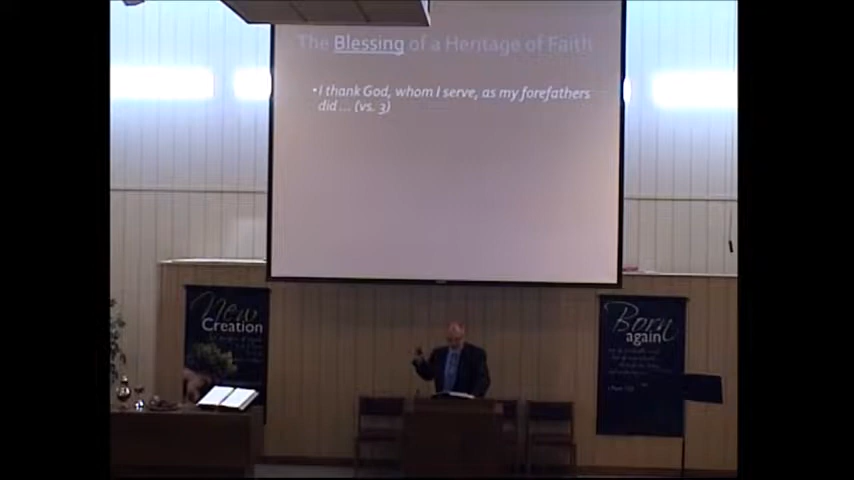 The Blessing of a Heritage of Faith
•I thank God, whom I serve, as my forefathers
did ... (vs. 3)
New
Creation
Born
again